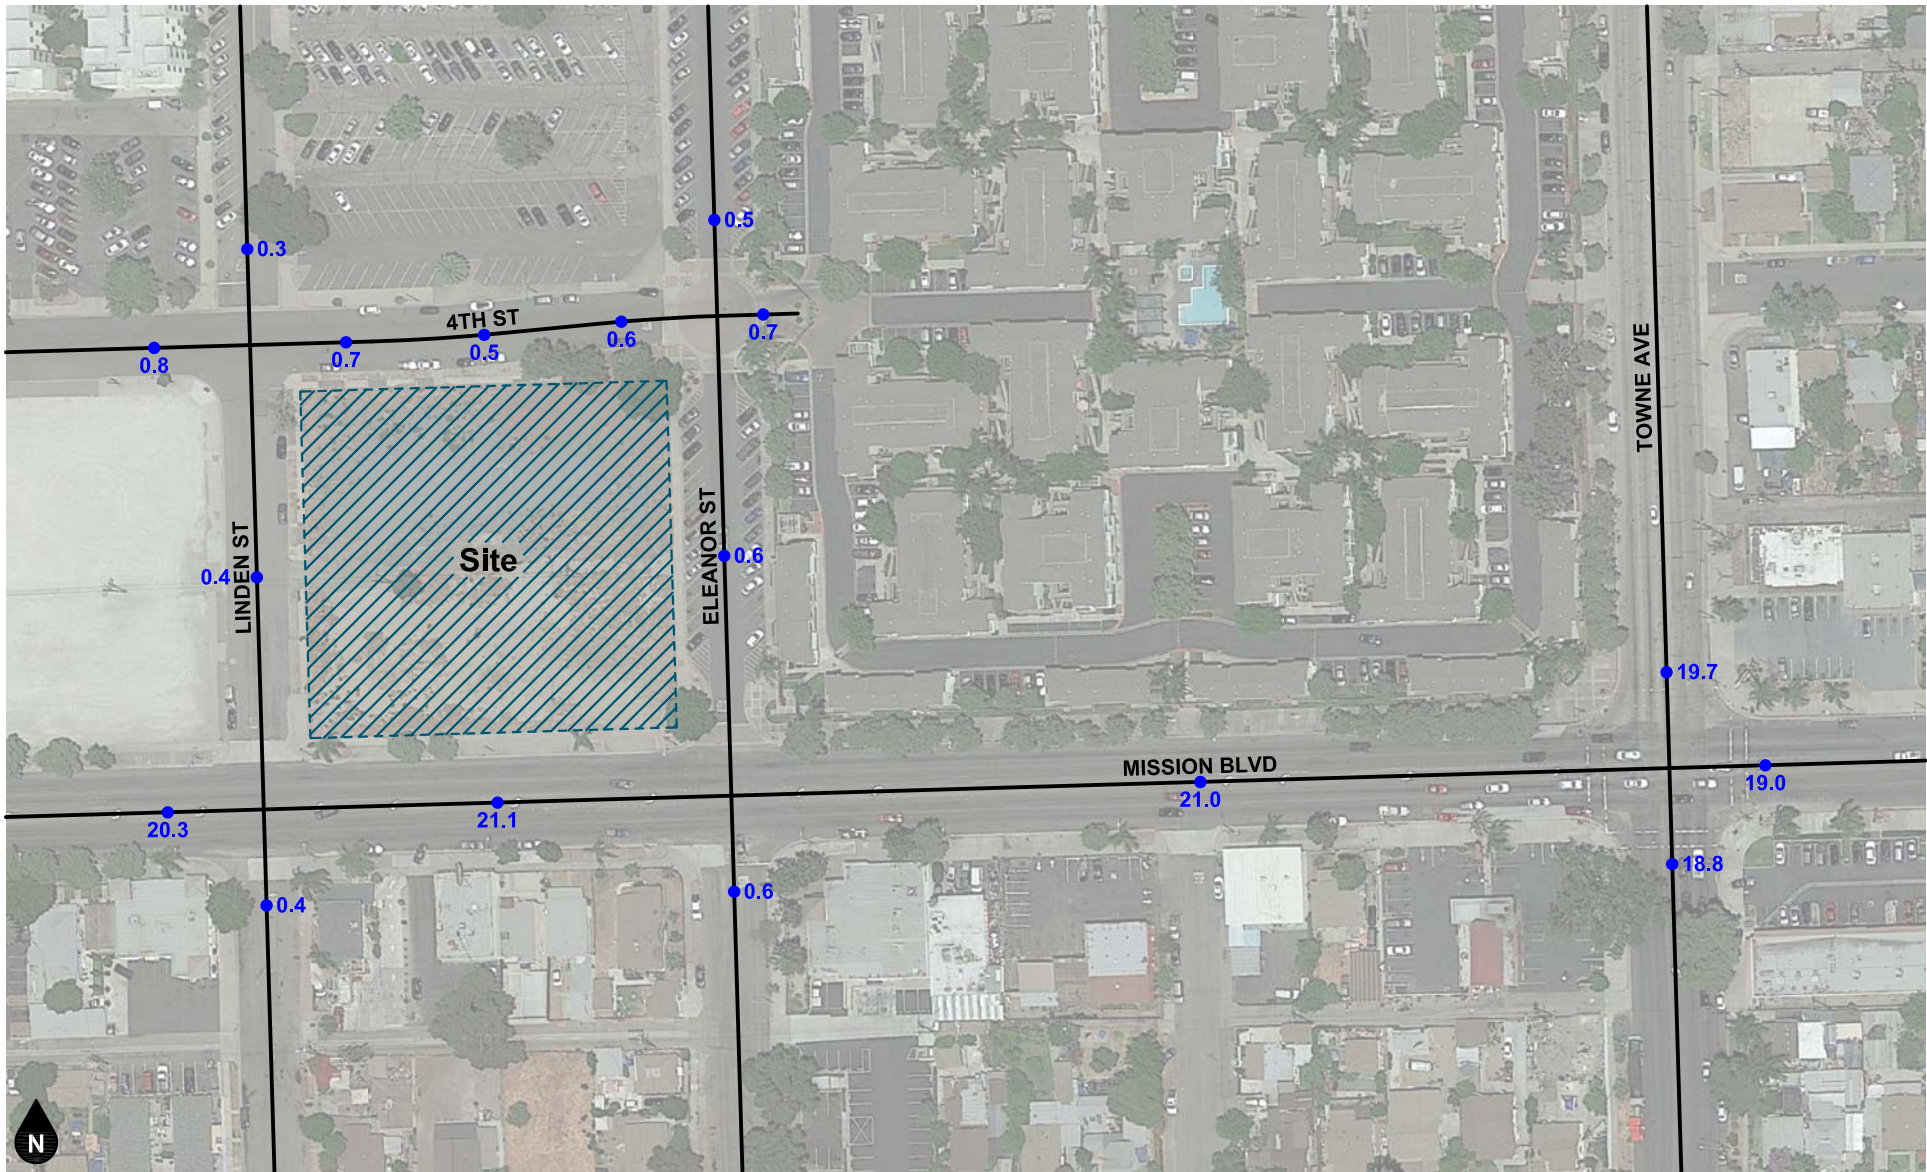 0.5
0.3
4TH ST
0.8
0.7
0.5
0.6
0.7
TOWNE AVE
LINDEN ST
ELEANOR ST
Site
0.4
0.6
19.7
MISSION BLVD
20.3
21.1
21.0
19.0
18.8
0.4
0.6
N